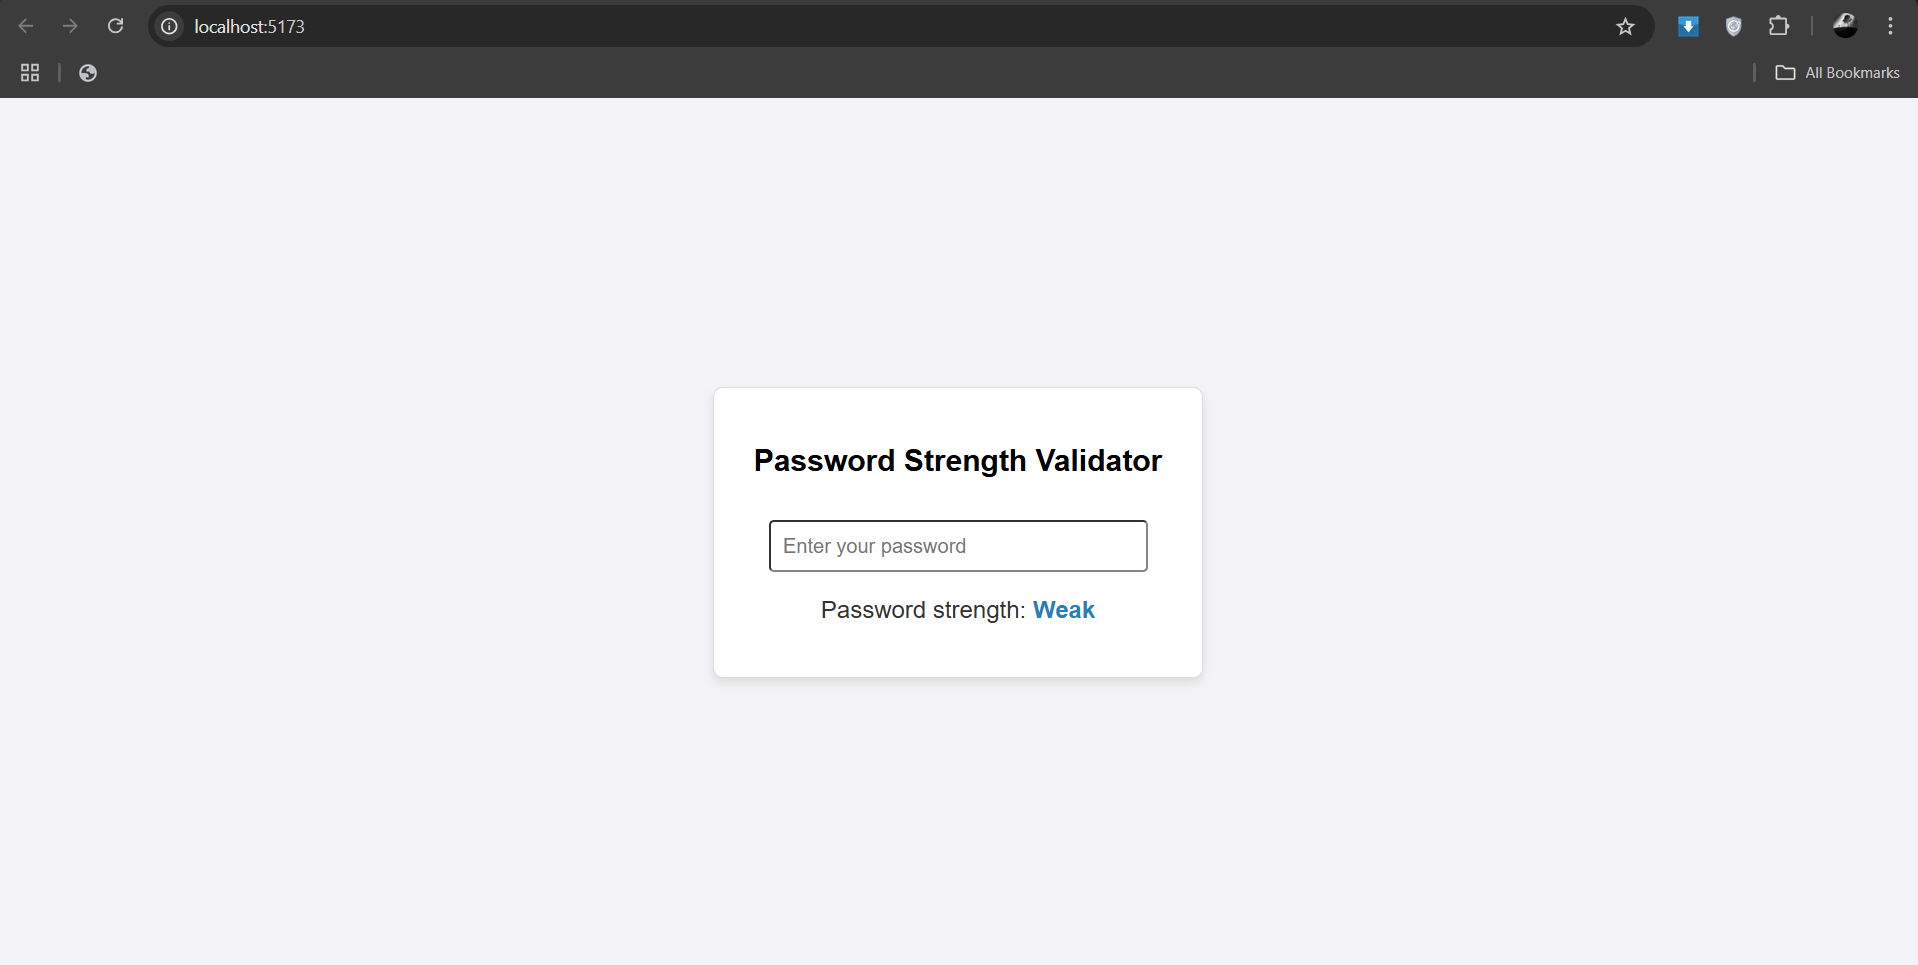 localhost:5173
All Bookmarks
Password Strength Validator
Enter your password
Password strength: Weak